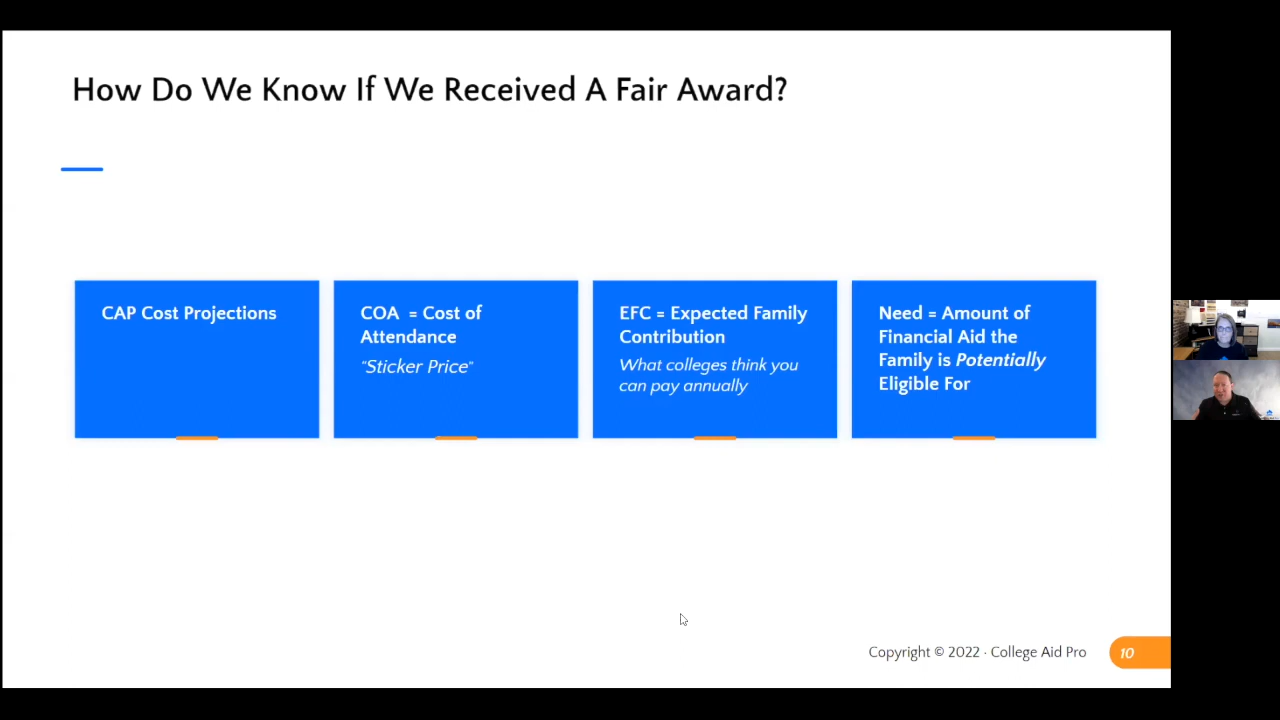 How Do We Know If We Received A Fair Award?
CAP Cost Projections
COA = Cost of
Attendance
"Sticker Price"
EFC = Expected Family
Contribution
What colleges think you
can pay annually
Need = Amount of
Financial Aid the
Family is Potentially
Eligible For
Copyright © 2022 · College Aid Pro
10